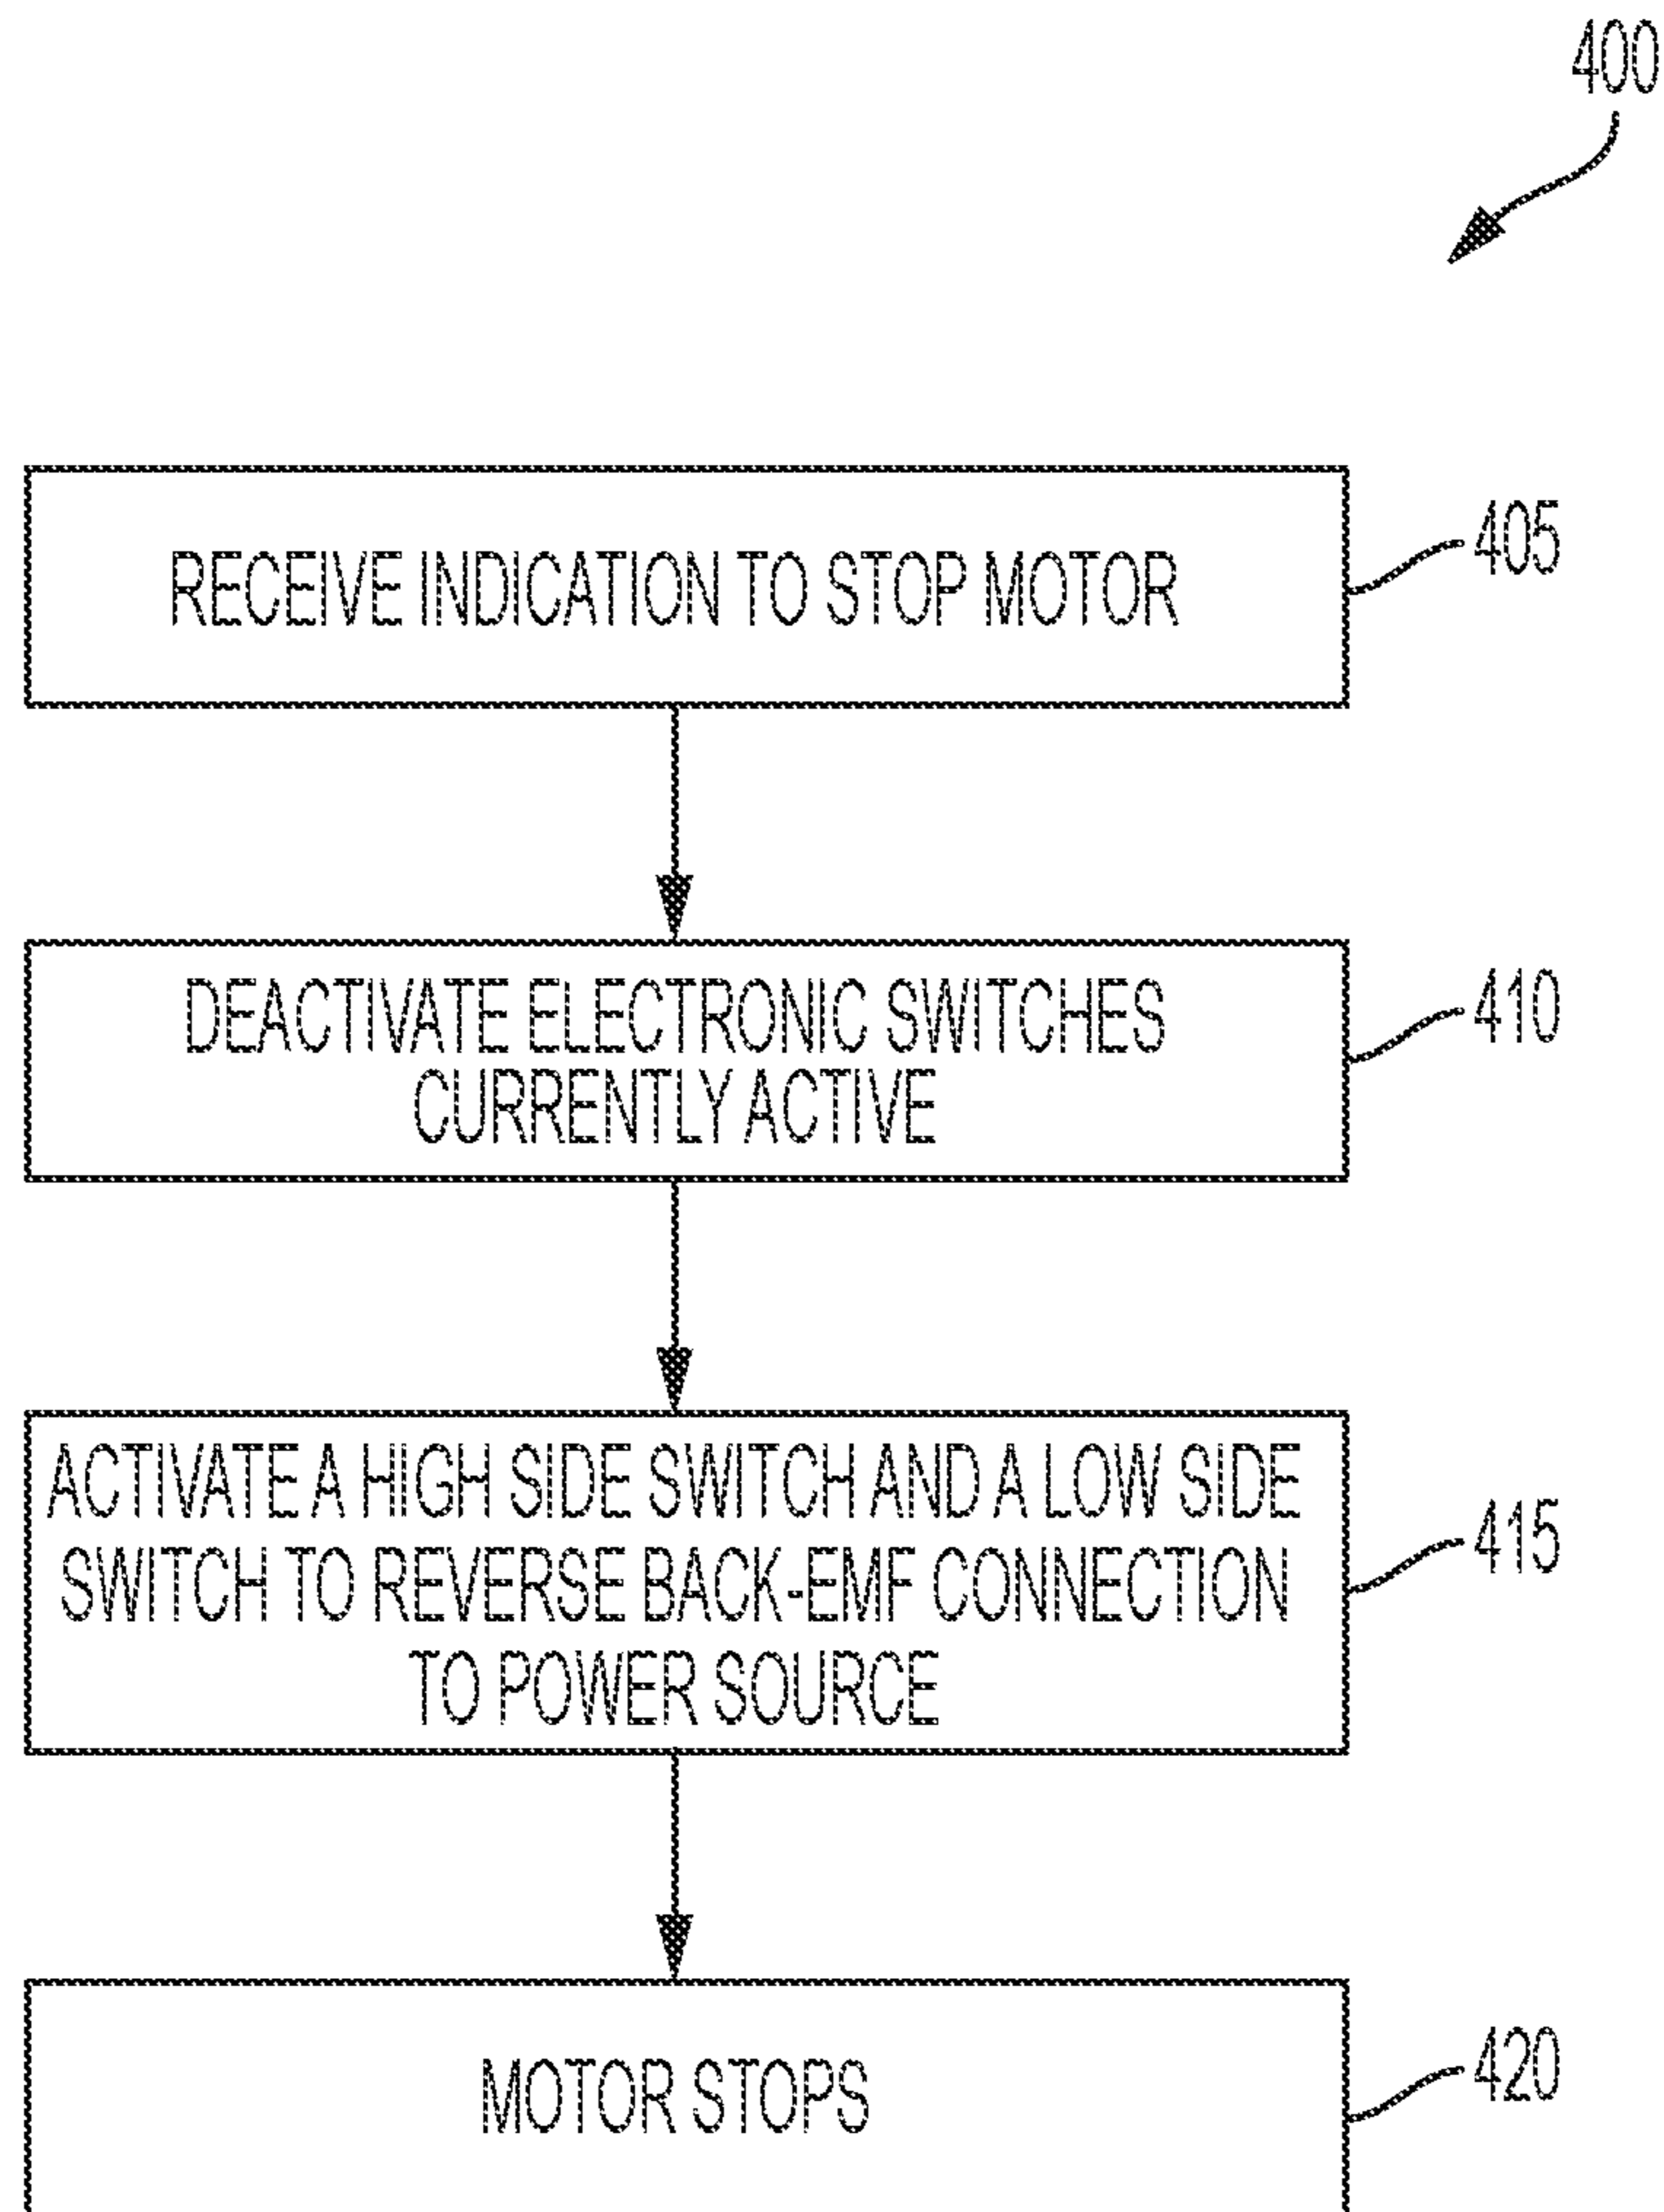 400
RECEIVE INDICATION TO STOP MOTOR
405
DEACTIVATE ELECTRONIC SWITCHES
CURRENTLY ACTIVE
410
ACTIVATE A HIGH SIDE SWITCH AND A LOW SIDE
SWITCH TO REVERSE BACK-EMF CONNECTION
TO POWER SOURCE
415
MOTOR STOPS
420